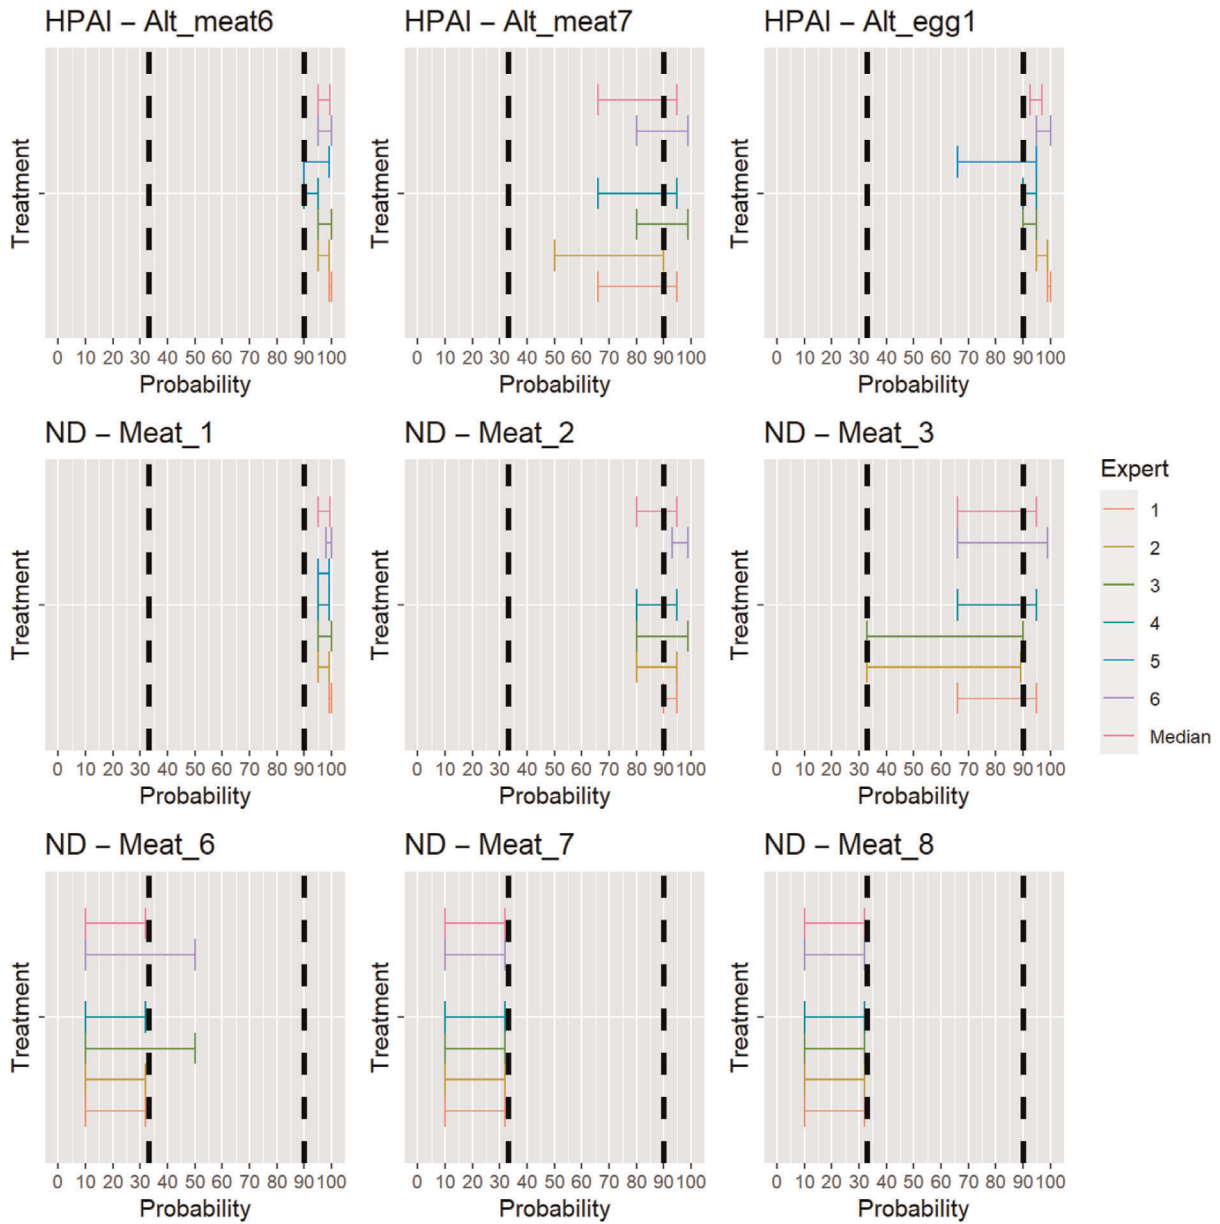 HPAI – Alt_meat6 HPAI – Alt_meat7 HPAI – Alt_egg1
Treatment Treatment Treatment
0 10 20 30 40 50 60 70 80 90 100 0 10 20 30 40 50 60 70 80 90 100 0 10 20 30 40 50 60 70 80 90 100
Probability Probability Probability
ND – Meat_1 ND – Meat_2 ND – Meat_3
Treatment Treatment Treatment
0 10 20 30 40 50 60 70 80 90 100 0 10 20 30 40 50 60 70 80 90 100 0 10 20 30 40 50 60 70 80 90 100
Probability Probability Probability
Expert
1
2
3
4
5
6
Median
ND – Meat_6 ND – Meat_7 ND – Meat_8
Treatment Treatment Treatment
0 10 20 30 40 50 60 70 80 90 100 0 10 20 30 40 50 60 70 80 90 100 0 10 20 30 40 50 60 70 80 90 100
Probability Probability Probability